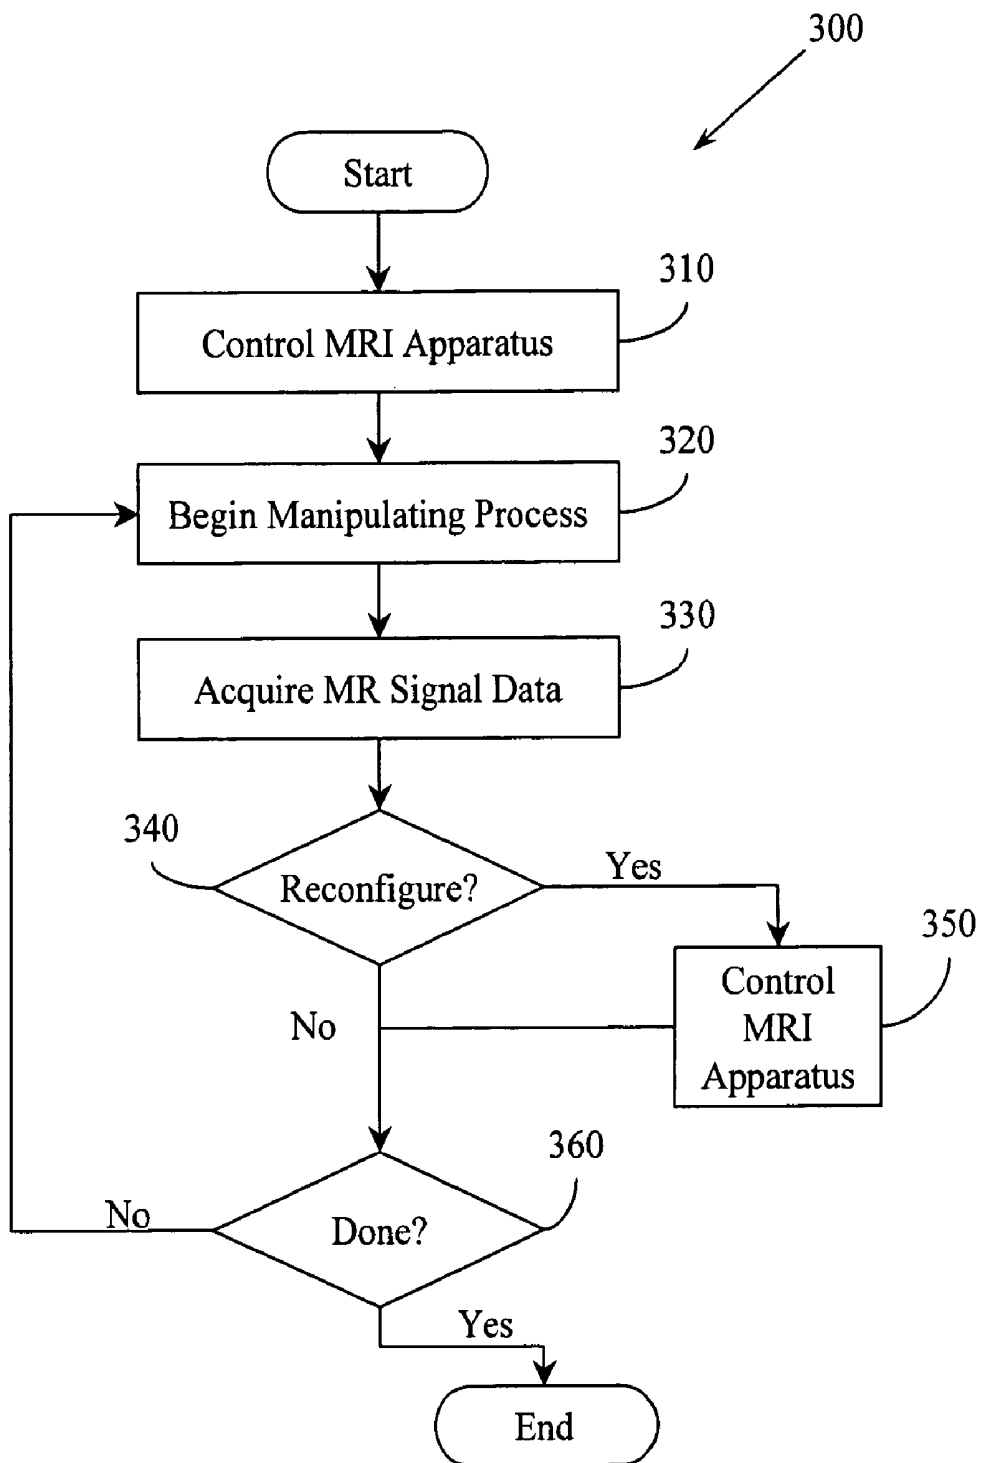 300
Start
310
Control MRI Apparatus
320
Begin Manipulating Process
330
Acquire MR Signal Data
340
Reconfigure?
Yes
350
Control
MRI
Apparatus
No
360
Done?
No
Yes
End